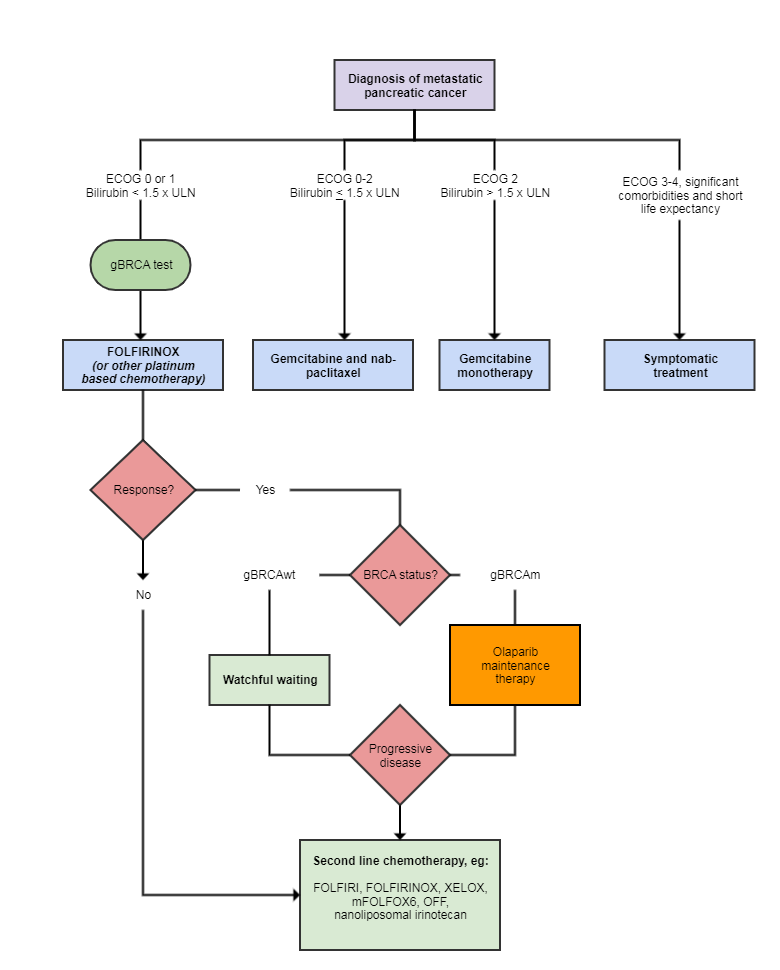 Diagnosis of metastatic
pancreatic cancer
ECOG 0 or 1
Bilirubin < 1.5 x ULN
ECOG 0-2
Bilirubin ≤ 1.5 x ULN
ECOG 2
Bilirubin > 1.5 x ULN
ECOG 3-4, significant
comorbidities and short
life expectancy
gBRCA test
FOLFIRINOX
(or other platinum
based chemotherapy)
Gemcitabine and nab-
paclitaxel
Gemcitabine
monotherapy
Symptomatic
treatment
Response?
Yes
BRCA status?
gBRCAwt
gBRCAm
No
Watchful waiting
Olaparib
maintenance
therapy
Progressive
disease
Second line chemotherapy, eg:
FOLFIRI, FOLFIRINOX, XELOX,
mFOLFOX6, OFF,
nanoliposomal irinotecan